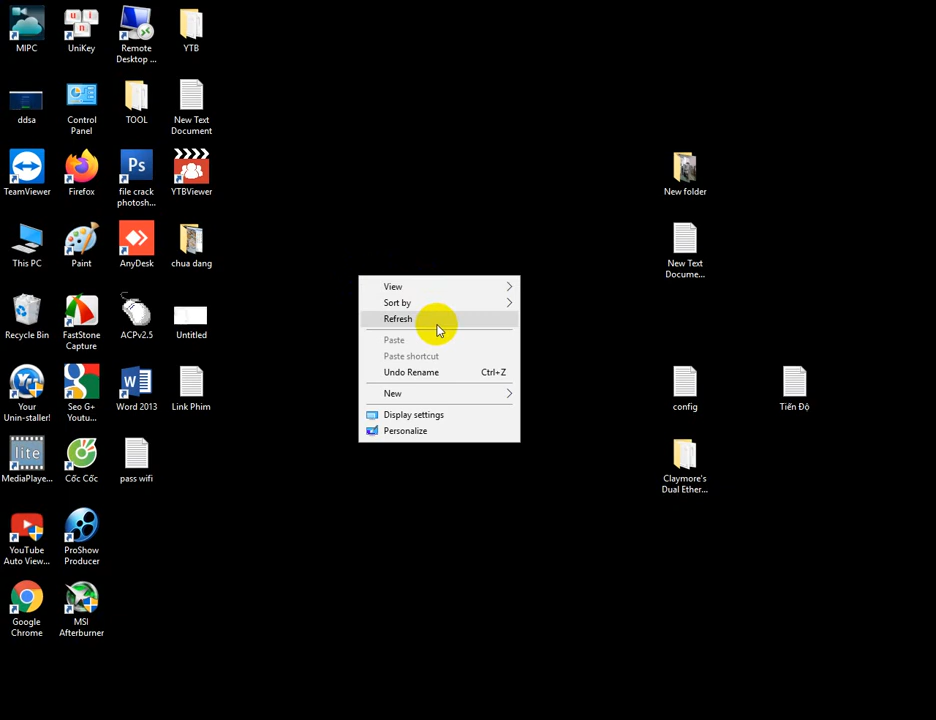 MIPC
UniKey
Remote
Desktop ...
YTB
ddsa
Control
Panel
TOOL
New Text
Document
TeamViewer
Firefox
Ps
file crack
photosh...
YTBViewer
New folder
This PC
Paint
AnyDesk
chua dang
New Text
Docume...
Recycle Bin
FastStone
Capture
ACPv2.5
Untitled
View
Sort by
Refresh
Paste
Paste shortcut
Undo Rename Ctrl+Z
New
Display settings
Personalize
Your
Unin-staller!
Seo G+
Youtu...
Word 2013
Link Phim
config
Tiến Độ
lite
MediaPlaye...
Cốc Cốc
pass wifi
Claymore's
Dual Ether...
YouTube
Auto View...
ProShow
Producer
Google
Chrome
MSI
Afterburner